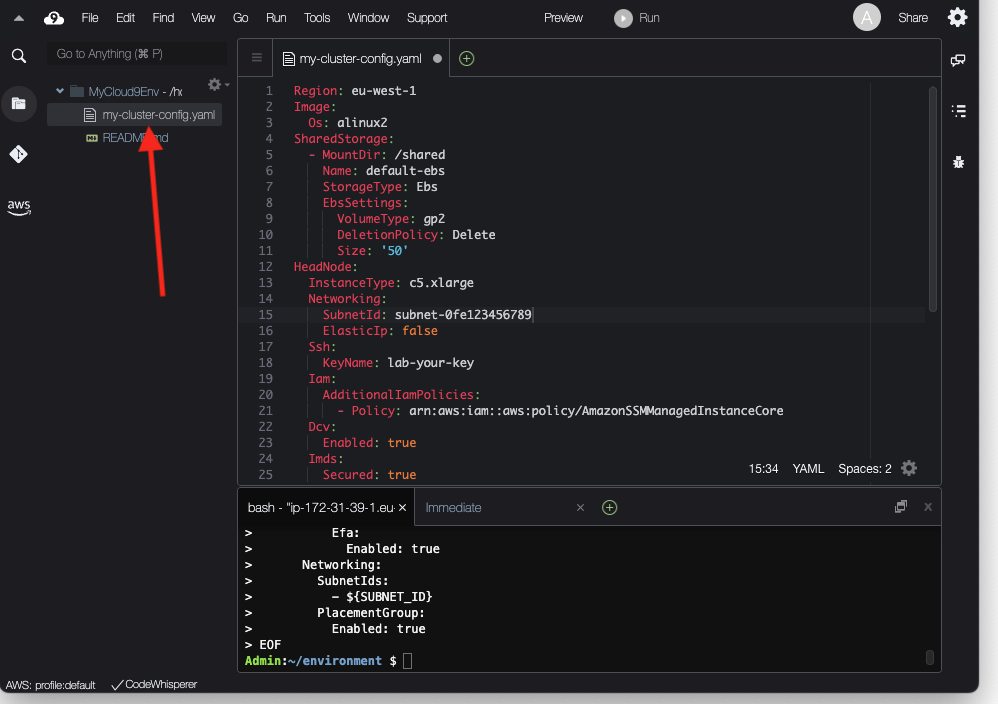 9 File Edit Find View Go Run Tools Window Support Preview Run A Share
Go to Anything (⌘ P)
MyCloud9Env - /ho
my-cluster-config.yaml
README.md
aws
my-cluster-config.yaml
1 Region: eu-west-1
2 Image:
3 Os: alinux2
4 SharedStorage:
5 - MountDir: /shared
6 Name: default-ebs
7 StorageType: Ebs
8 EbsSettings:
9 VolumeType: gp2
10 DeletionPolicy: Delete
11 Size: '50'
12 HeadNode:
13 InstanceType: c5.xlarge
14 Networking:
15 SubnetId: subnet-0fe123456789
16 ElasticIp: false
17 Ssh:
18 KeyName: lab-your-key
19 Iam:
20 AdditionalIamPolicies:
21 - Policy: arn:aws:iam::aws:policy/AmazonSSMManagedInstanceCore
22 Dcv:
23 Enabled: true
24 Imds:
25 Secured: true
15:34 YAML Spaces: 2
bash - "ip-172-31-39-1.eu- × Immediate ×
> Efa:
> Enabled: true
> Networking:
> SubnetIds:
> - ${SUBNET_ID}
> PlacementGroup:
> Enabled: true
> EOF
Admin:~/environment $
AWS: profile:default CodeWhisperer